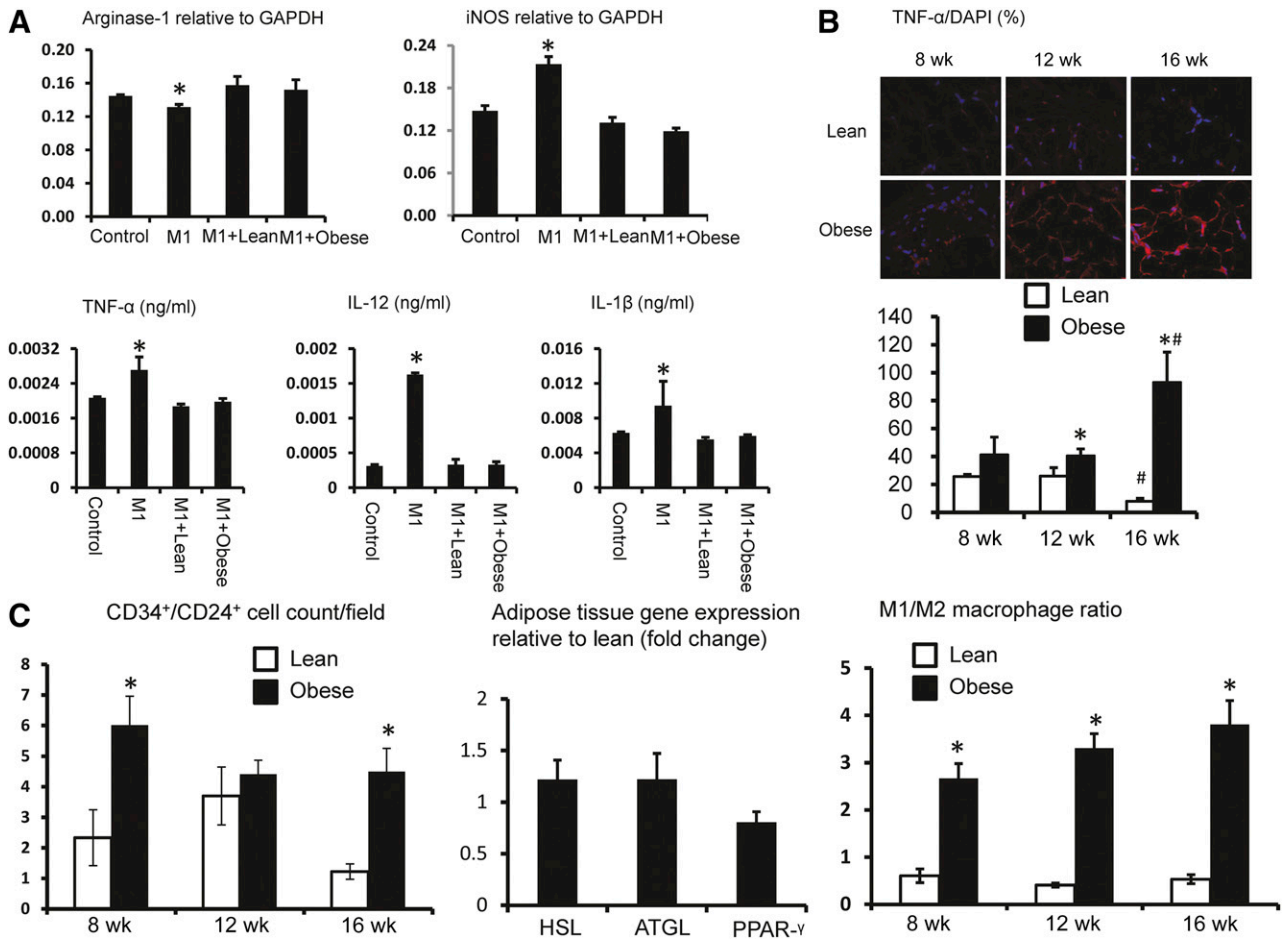 A
Arginase-1 relative to GAPDH
0.20
0.16
0.12
0.08
0.04
0.00
*
Control M1 M1+Lean M1+Obese
iNOS relative to GAPDH
0.24
0.18
0.12
0.06
0.00
*
Control M1 M1+Lean M1+Obese
TNF-α (ng/ml)
0.0032
0.0024
0.0016
0.0008
0
*
Control
M1
M1+Lean
M1+Obese
IL-12 (ng/ml)
0.002
0.0015
0.001
0.0005
0
*
Control
M1
M1+Lean
M1+Obese
IL-1β (ng/ml)
0.016
0.012
0.008
0.004
0
*
Control
M1
M1+Lean
M1+Obese
B
TNF-α/DAPI (%)
8 wk 12 wk 16 wk
Lean
Obese
Lean
Obese
140
120
100
80
60
40
20
0
*
#
*#
8 wk 12 wk 16 wk
C
CD34⁺/CD24⁺ cell count/field
Lean
Obese
8
7
6
5
4
3
2
1
0
*
*
8 wk 12 wk 16 wk
Adipose tissue gene expression
relative to lean (fold change)
2
1.5
1
0.5
0
HSL ATGL PPAR-γ
M1/M2 macrophage ratio
Lean
Obese
5
4
3
2
1
0
*
*
*
8 wk 12 wk 16 wk